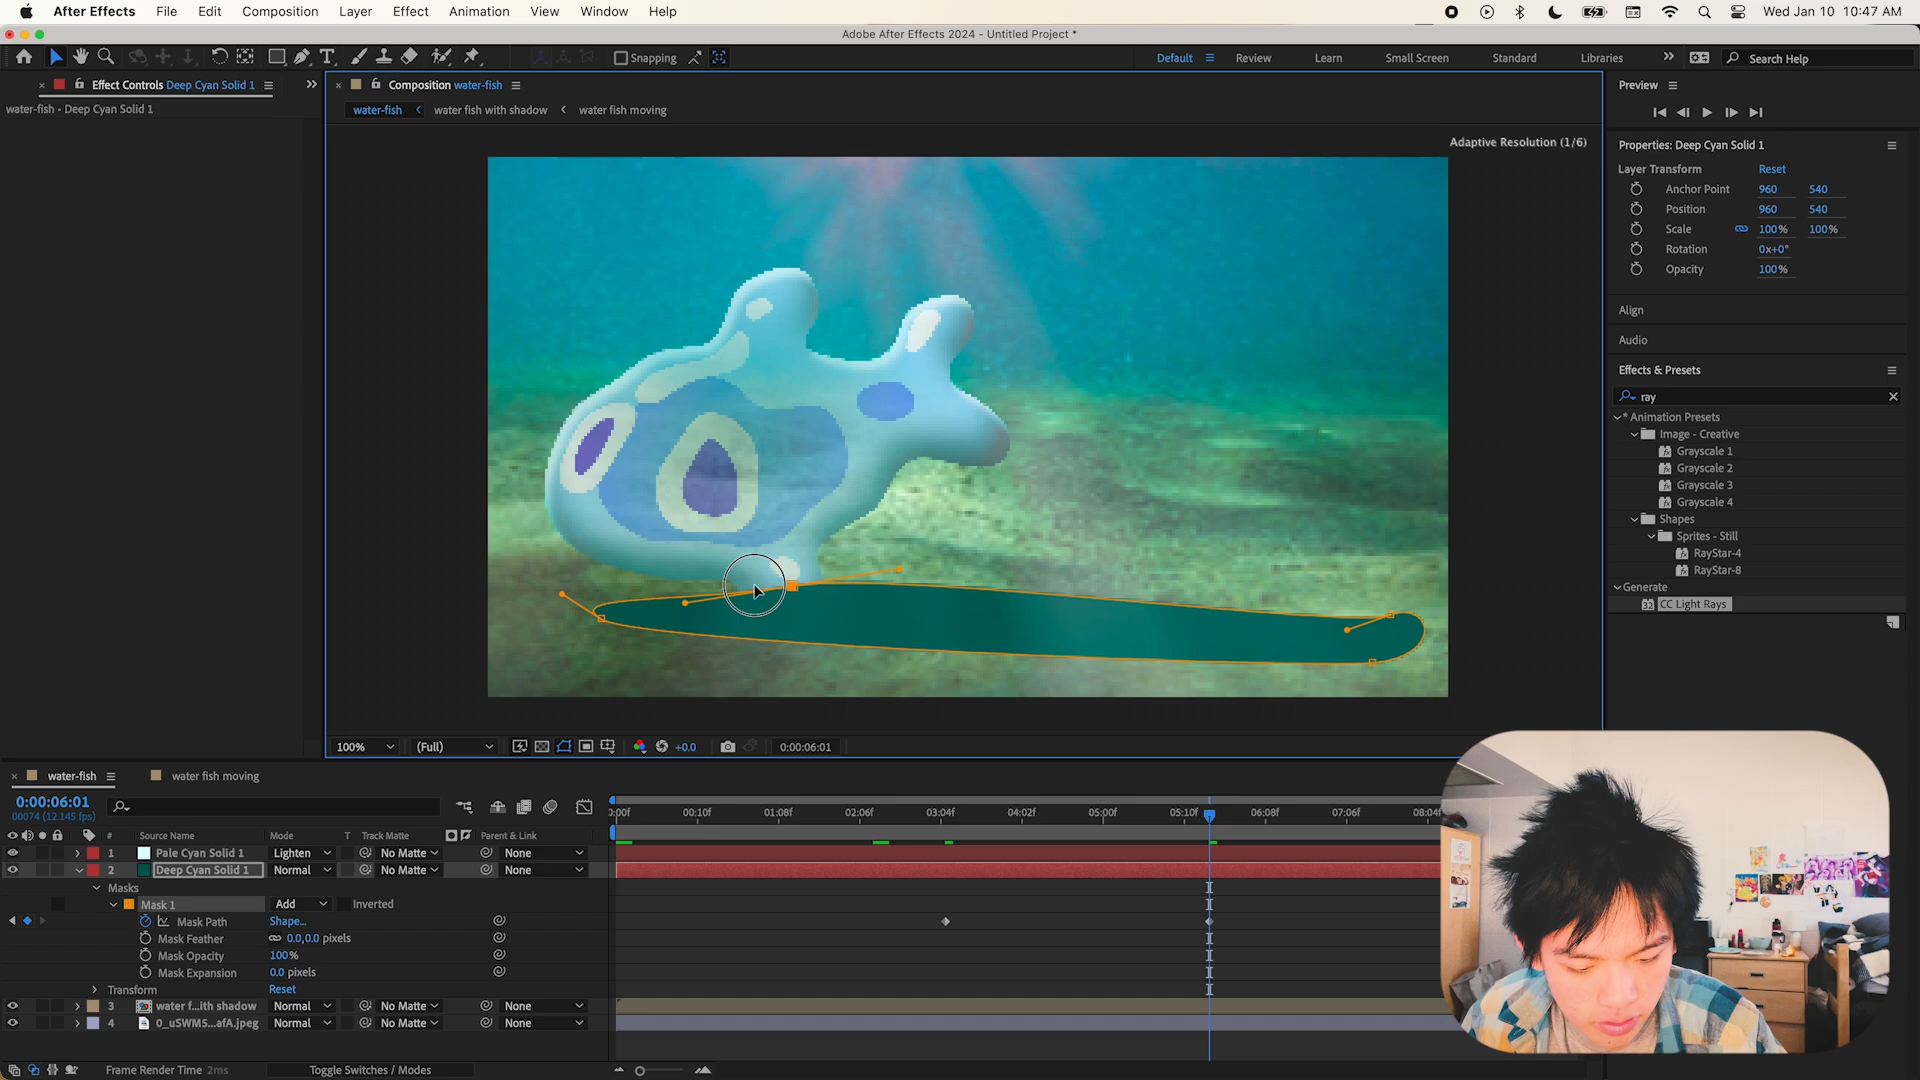 After Effects File Edit Composition Layer Effect Animation View Window Help Wed Jan 10 10:47 AM
Adobe After Effects 2024 - Untitled Project *
Snapping Default Review Learn Small Screen Standard Libraries Search Help
Effect Controls Deep Cyan Solid 1
water-fish • Deep Cyan Solid 1
Composition water-fish
water-fish water fish with shadow water fish moving
Adaptive Resolution (1/6)
Preview
Properties: Deep Cyan Solid 1
Layer Transform Reset
Anchor Point 960 540
Position 960 540
Scale 100% 100%
Rotation 0x+0°
Opacity 100%
Align
Audio
Effects & Presets
ray
* Animation Presets
Image - Creative
Grayscale 1
Grayscale 2
Grayscale 3
Grayscale 4
Shapes
Sprites - Still
RayStar-4
RayStar-8
Generate
CC Light Rays
100% (Full) +0.0 0:00:06:01
water-fish water fish moving
0:00:06:01
00074 (12.145 fps)
0:00f 00:10f 01:08f 02:06f 03:04f 04:02f 05:00f 05:10f 06:08f 07:06f 08:04f
# Source Name Mode T Track Matte Parent & Link
1 Pale Cyan Solid 1 Lighten No Matte None
2 Deep Cyan Solid 1 Normal No Matte None
Masks
Mask 1 Add Inverted
Mask Path Shape...
Mask Feather 0.0,0.0 pixels
Mask Opacity 100%
Mask Expansion 0.0 pixels
Transform Reset
3 water f...ith shadow Normal No Matte None
4 0_uSWM5...afA.jpeg Normal No Matte None
Frame Render Time 2ms Toggle Switches / Modes